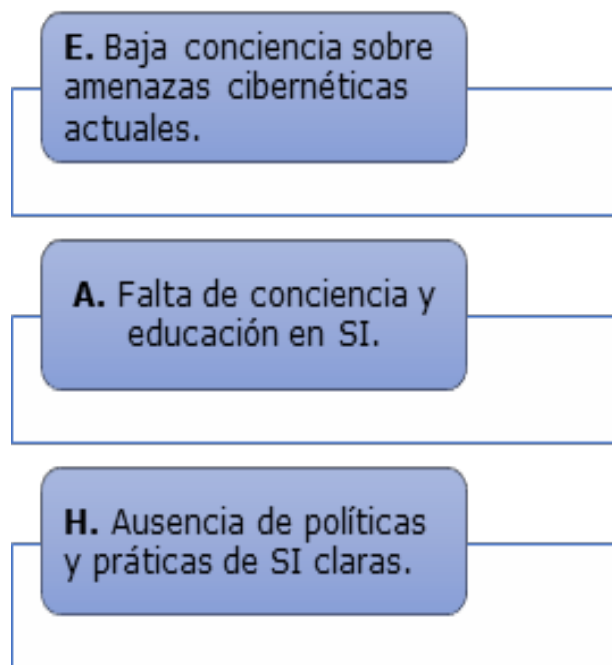 E. Baja conciencia sobre
amenazas cibernéticas
actuales.
A. Falta de conciencia y
educación en SI.
H. Ausencia de políticas
y práticas de SI claras.